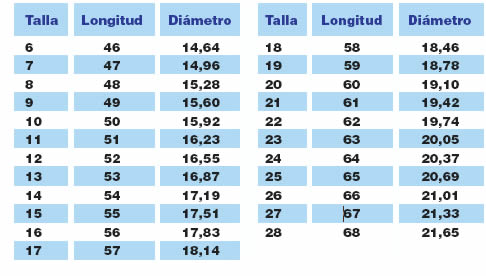 Talla Longitud Diámetro
6 46 14,64
7 47 14,96
8 48 15,28
9 49 15,60
10 50 15,92
11 51 16,23
12 52 16,55
13 53 16,87
14 54 17,19
15 55 17,51
16 56 17,83
17 57 18,14
Talla Longitud Diámetro
18 58 18,46
19 59 18,78
20 60 19,10
21 61 19,42
22 62 19,74
23 63 20,05
24 64 20,37
25 65 20,69
26 66 21,01
27 67 21,33
28 68 21,65